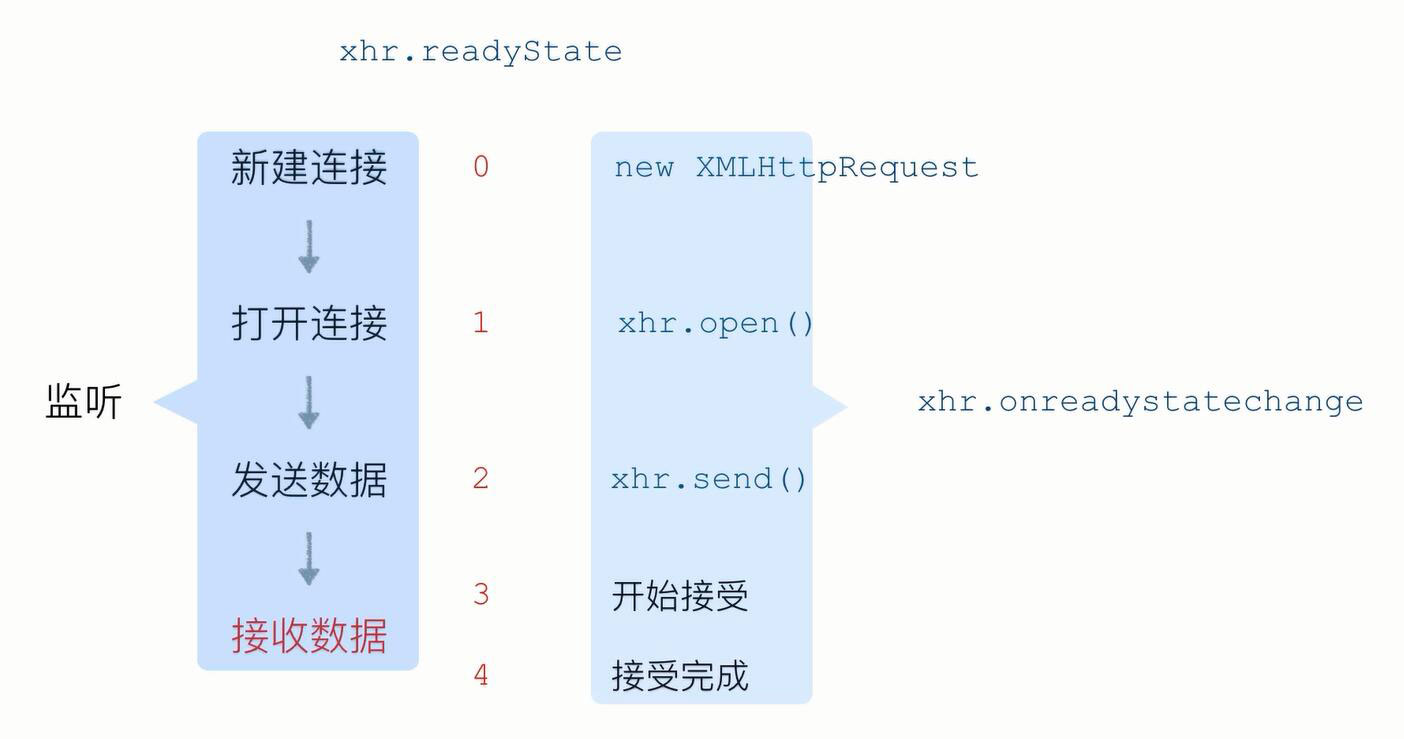 xhr.readyState
新建连接 0 new XMLHttpRequest
打开连接 1 xhr.open()
监听 xhr.onreadystatechange
发送数据 2 xhr.send()
3 开始接受
接收数据
4 接受完成